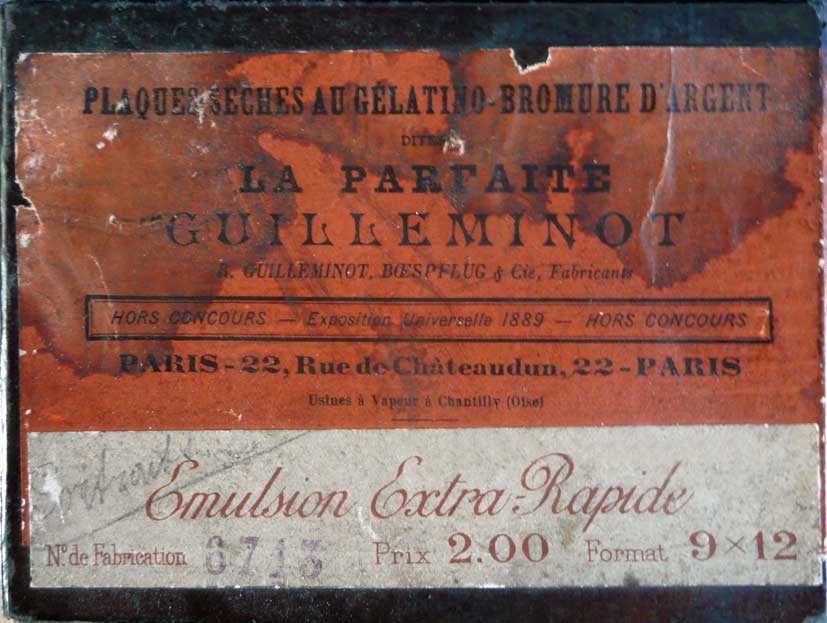 PLAQUES SÈCHES AU GÉLATINO-BROMURE D'ARGENT
DITES
LA PARFAITE
GUILLEMINOT
R. GUILLEMINOT, BŒSPFLUG & Cie, Fabricants
HORS CONCOURS — Exposition Universelle 1889 — HORS CONCOURS
PARIS - 22, Rue de Châteaudun, 22 - PARIS
Usines à Vapeur à Chantilly (Oise)
Emulsion Extra-Rapide
No. de Fabrication 6713 Prix 2.00 Format 9×12